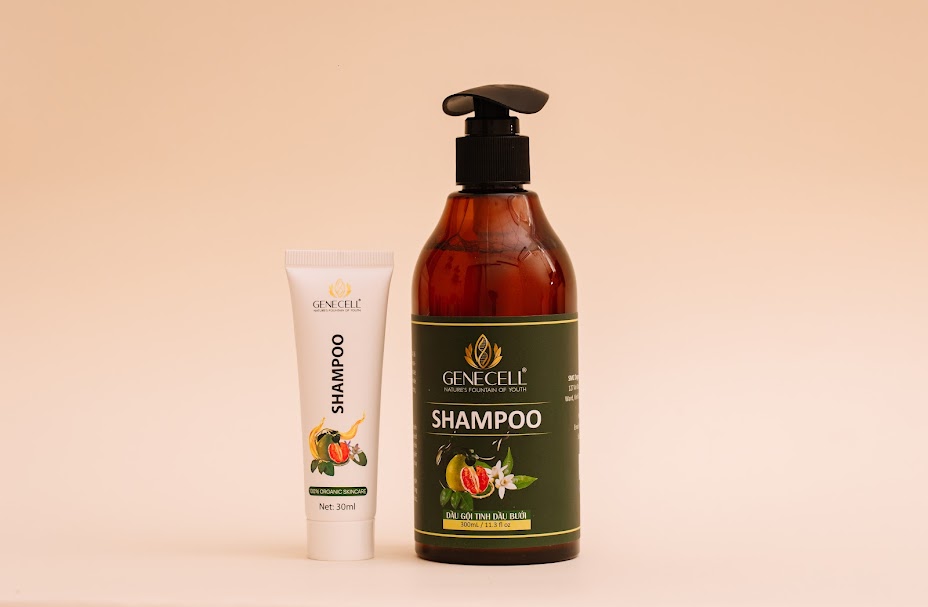 GENECELL®
NATURE'S FOUNTAIN OF YOUTH
SHAMPOO
100% ORGANIC SKINCARE
Net: 30ml
GENECELL®
NATURE'S FOUNTAIN OF YOUTH
SHAMPOO
DẦU GỘI TINH DẦU BƯỞI
300mL / 11.3 fl oz